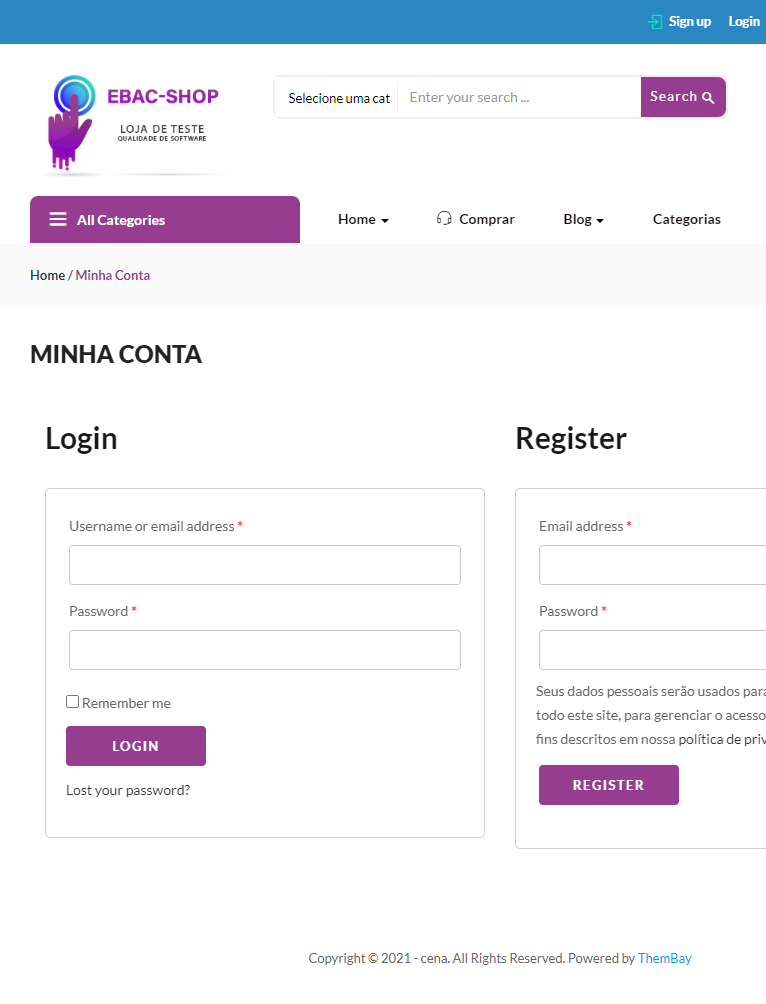 Sign up Login
EBAC-SHOP
LOJA DE TESTE
QUALIDADE DE SOFTWARE
Selecione uma cat Enter your search ... Search
All Categories Home Comprar Blog Categorias
Home / Minha Conta
MINHA CONTA
Login
Username or email address *
Password *
Remember me
LOGIN
Lost your password?
Register
Email address *
Password *
Seus dados pessoais serão usados para
todo este site, para gerenciar o acesso
fins descritos em nossa política de priv
REGISTER
Copyright © 2021 - cena. All Rights Reserved. Powered by ThemBay